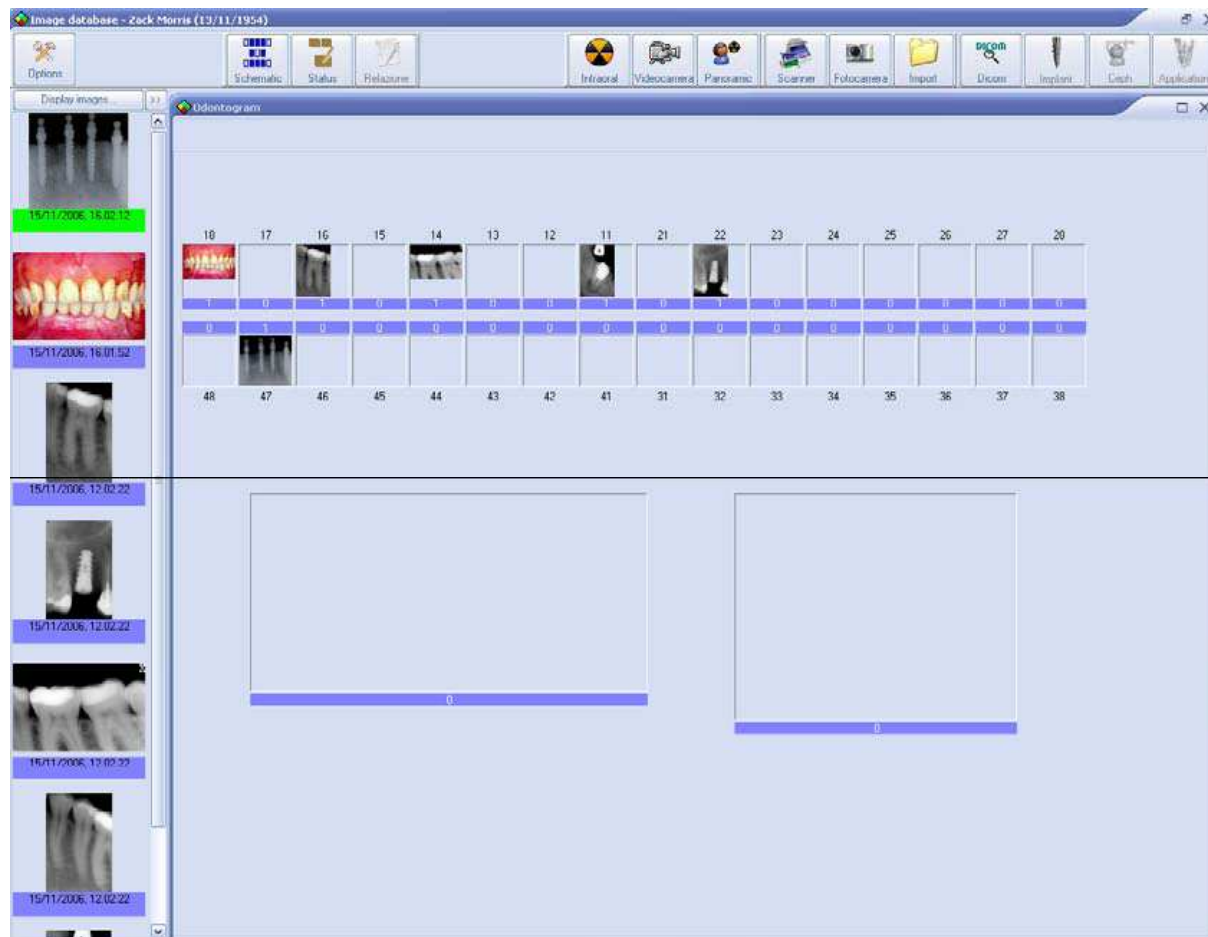 Image database - Zack Morris (13/11/1954)
Options
Schematic Status Relazione
Intraoral Videocamera Panoramic Scanner Fotocamera Import Dicom Implant Ceph Application
DICOM
Display images... >>
Odontogram
15/11/2006, 16.02.12
15/11/2006, 16.01.52
15/11/2006, 12.02.22
15/11/2006, 12.02.22
15/11/2006, 12.02.22
15/11/2006, 12.02.22
18 17 16 15 14 13 12 11 21 22 23 24 25 26 27 28
1 0 1 0 1 0 0 1 0 1 0 0 0 0 0 0
0 1 0 0 0 0 0 0 0 0 0 0 0 0 0 0
48 47 46 45 44 43 42 41 31 32 33 34 35 36 37 38
0
0